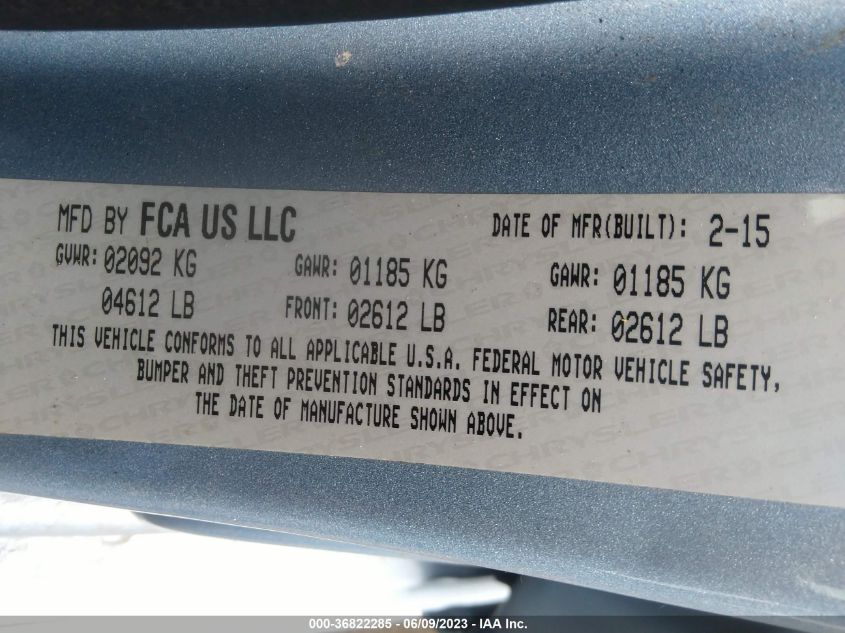 MFD BY FCA US LLC DATE OF MFR(BUILT): 2-15
GVWR: 02092 KG GAWR: 01185 KG GAWR: 01185 KG
04612 LB FRONT: 02612 LB REAR: 02612 LB
THIS VEHICLE CONFORMS TO ALL APPLICABLE U.S.A. FEDERAL MOTOR VEHICLE SAFETY,
BUMPER AND THEFT PREVENTION STANDARDS IN EFFECT ON
THE DATE OF MANUFACTURE SHOWN ABOVE.
000-36822285 - 06/09/2023 - IAA Inc.